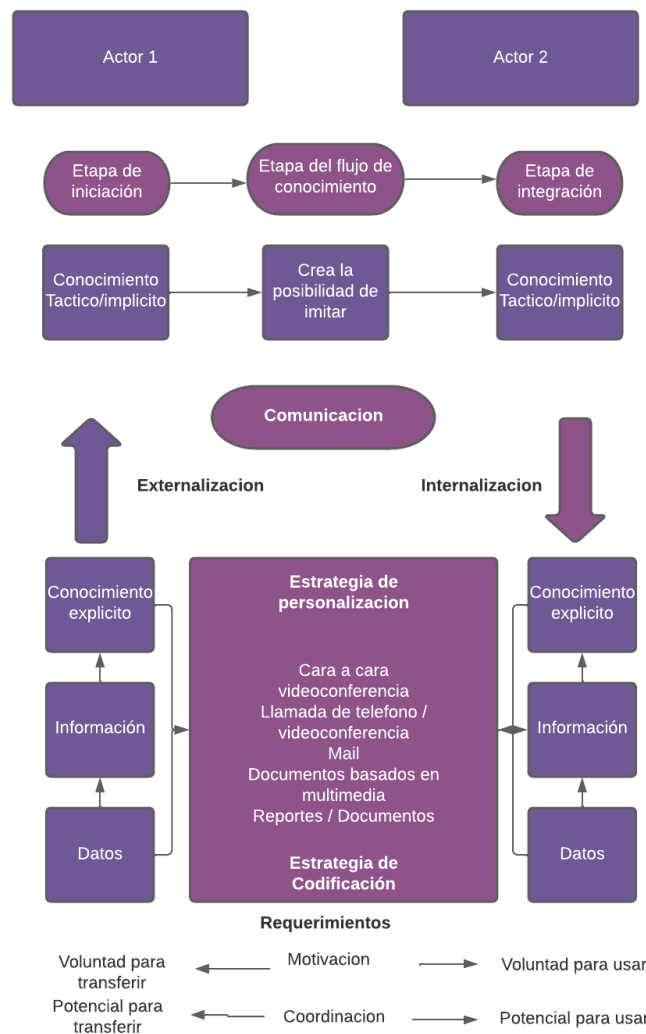 Actor 1
Actor 2
Etapa de
iniciación
Etapa del flujo de
conocimiento
Etapa de
integración
Conocimiento
Tactico/implicito
Crea la
posibilidad de
imitar
Conocimiento
Tactico/implicito
Comunicacion
Externalizacion
Internalizacion
Conocimiento
explicito
Información
Datos
Estrategia de
personalizacion
Cara a cara
videoconferencia
Llamada de telefono /
videoconferencia
Mail
Documentos basados en
multimedia
Reportes / Documentos
Estrategia de
Codificación
Conocimiento
explicito
Información
Datos
Requerimientos
Voluntad para
transferir
Motivacion
Voluntad para usar
Potencial para
transferir
Coordinacion
Potencial para usar